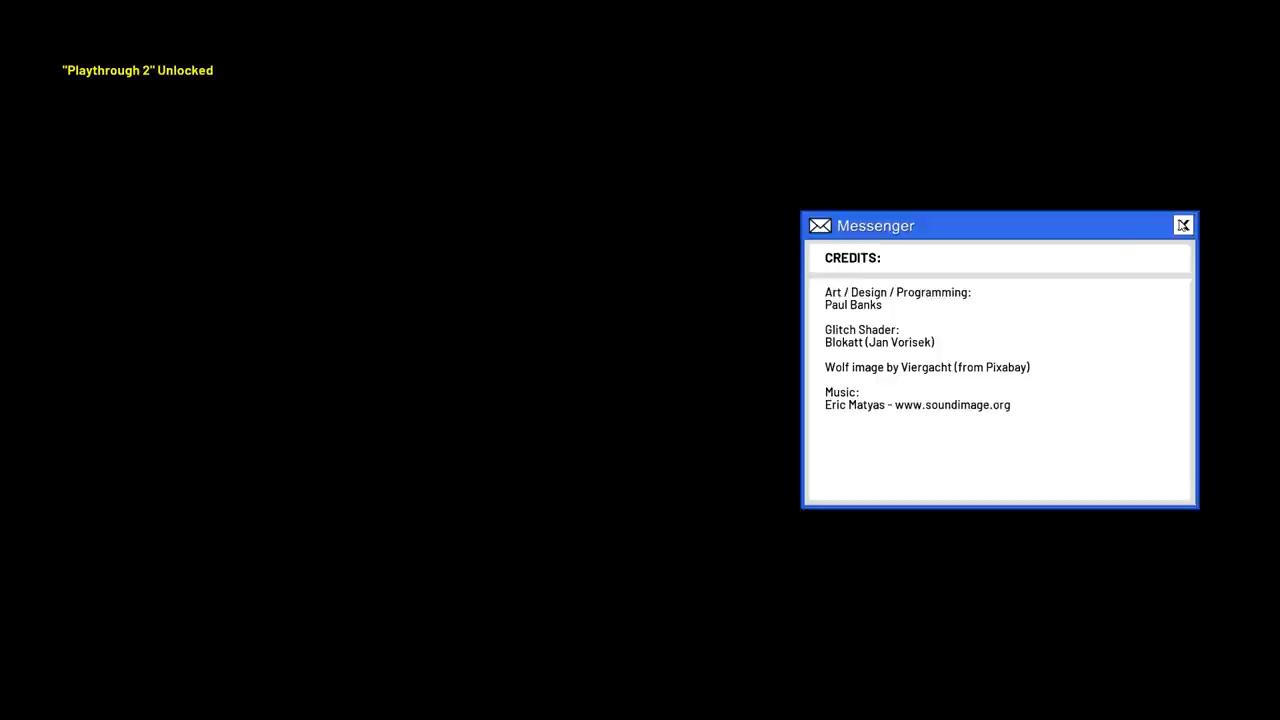 "Playthrough 2" Unlocked
Messenger
CREDITS:
Art / Design / Programming:
Paul Banks
Glitch Shader:
Blokatt (Jan Vorisek)
Wolf image by Viergacht (from Pixabay)
Music:
Eric Matyas - www.soundimage.org